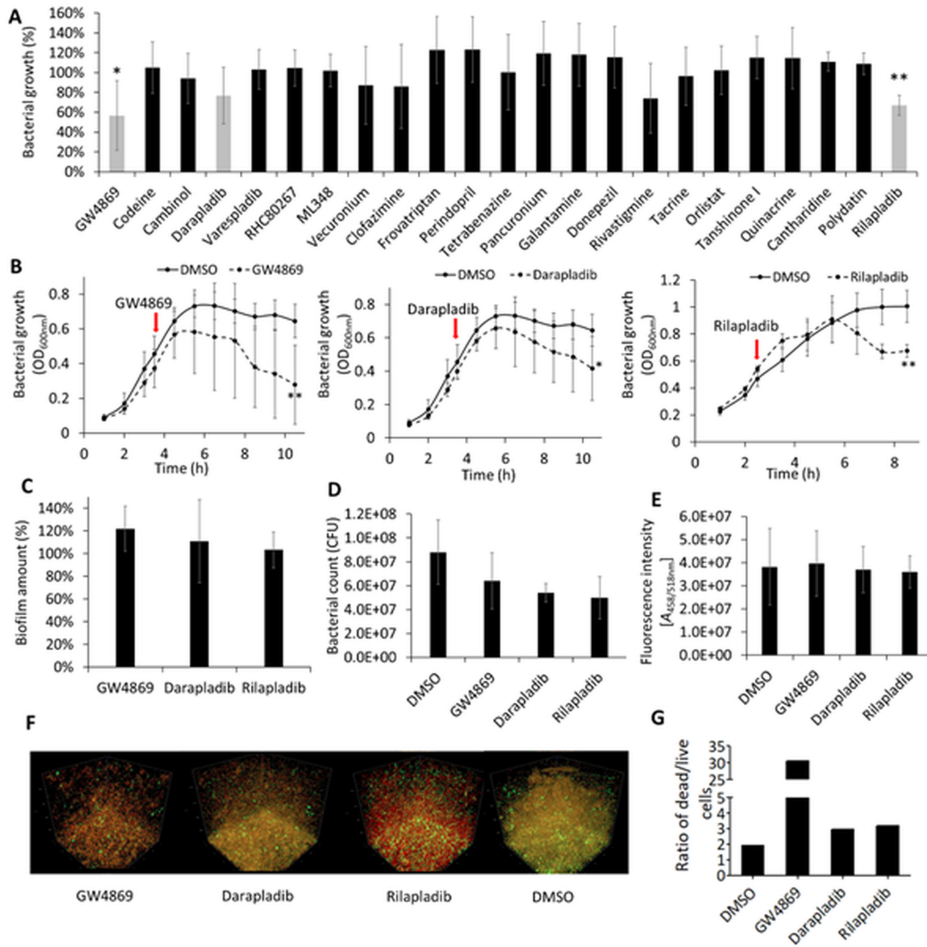 A
Bacterial growth (%)
160%
140%
120%
100%
80%
60%
40%
20%
0%
*
**
GW4869
Codeine
Cambinol
Darapladib
Varespladib
RHC80267
ML348
Vecuronium
Clofazimine
Frovatriptan
Perindopril
Tetrabenazine
Pancuronium
Galantamine
Donepezil
Rivastigmine
Tacrine
Orlistat
Tanshinone I
Quinacrine
Cantharidine
Polydatin
Rilapladib
B
DMSO GW4869
Bacterial growth
(OD600nm)
0.8
0.6
0.4
0.2
0
GW4869
**
0 2 4 6 8 10
Time (h)
DMSO Darapladib
Bacterial growth
(OD600nm)
0.8
0.6
0.4
0.2
0
Darapladib
*
0 2 4 6 8 10
Time (h)
DMSO Rilapladib
Bacterial growth
(OD600nm)
1.2
1
0.8
0.6
0.4
0.2
0
Rilapladib
**
0 2 4 6 8
Time (h)
C
Biofilm amount (%)
140%
120%
100%
80%
60%
40%
20%
0%
GW4869 Darapladib Rilapladib
D
Bacterial count (CFU)
1.2E+08
1.0E+08
8.0E+07
6.0E+07
4.0E+07
2.0E+07
0.0E+00
DMSO
GW4869
Darapladib
Rilapladib
E
Fluorescence intensity
[A458/518nm]
6.0E+07
5.0E+07
4.0E+07
3.0E+07
2.0E+07
1.0E+07
0.0E+00
DMSO
GW4869
Darapladib
Rilapladib
F
GW4869 Darapladib Rilapladib DMSO
G
Ratio of dead/live
cells
35
30
25
5
4
3
2
1
0
DMSO
GW4869
Darapladib
Rilapladib